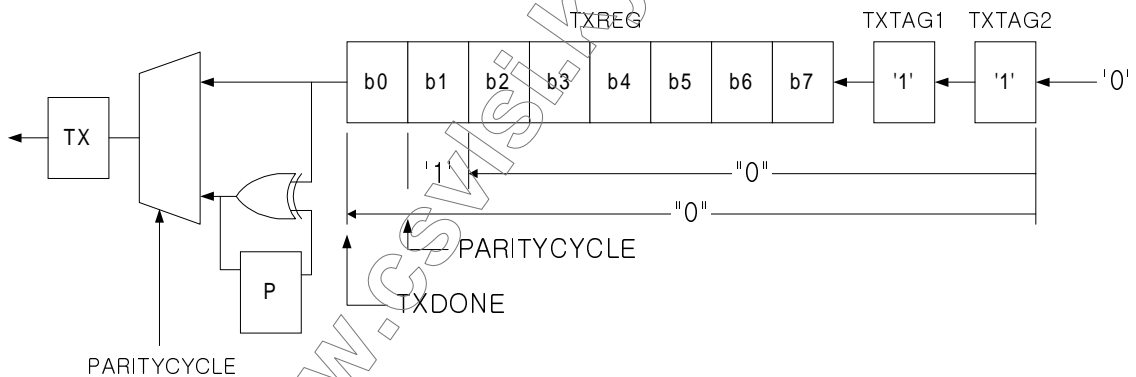 TXREG TXTAG1 TXTAG2
b0 b1 b2 b3 b4 b5 b6 b7 '1' '1' '0'
TX
'1' "0"
"0"
PARITYCYCLE
P
TXDONE
PARITYCYCLE